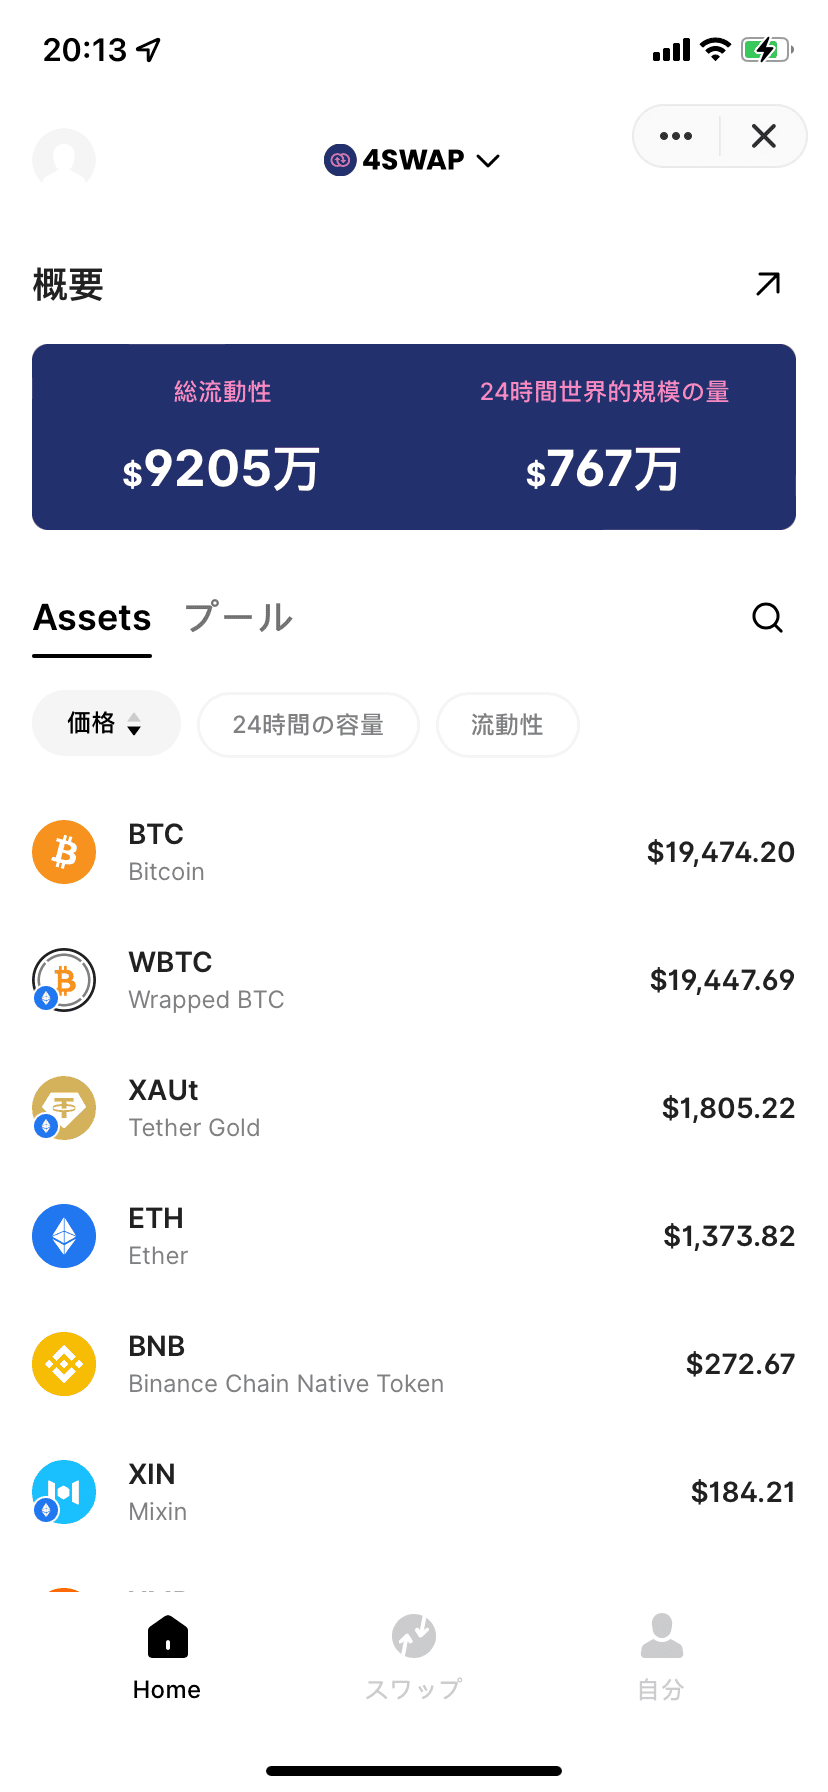 20:13
4SWAP
概要
総流動性
24時間世界的規模の量
$9205万
$767万
Assets プール
価格
24時間の容量
流動性
BTC
Bitcoin
$19,474.20
WBTC
Wrapped BTC
$19,447.69
XAUt
Tether Gold
$1,805.22
ETH
Ether
$1,373.82
BNB
Binance Chain Native Token
$272.67
XIN
Mixin
$184.21
Home
スワップ
自分